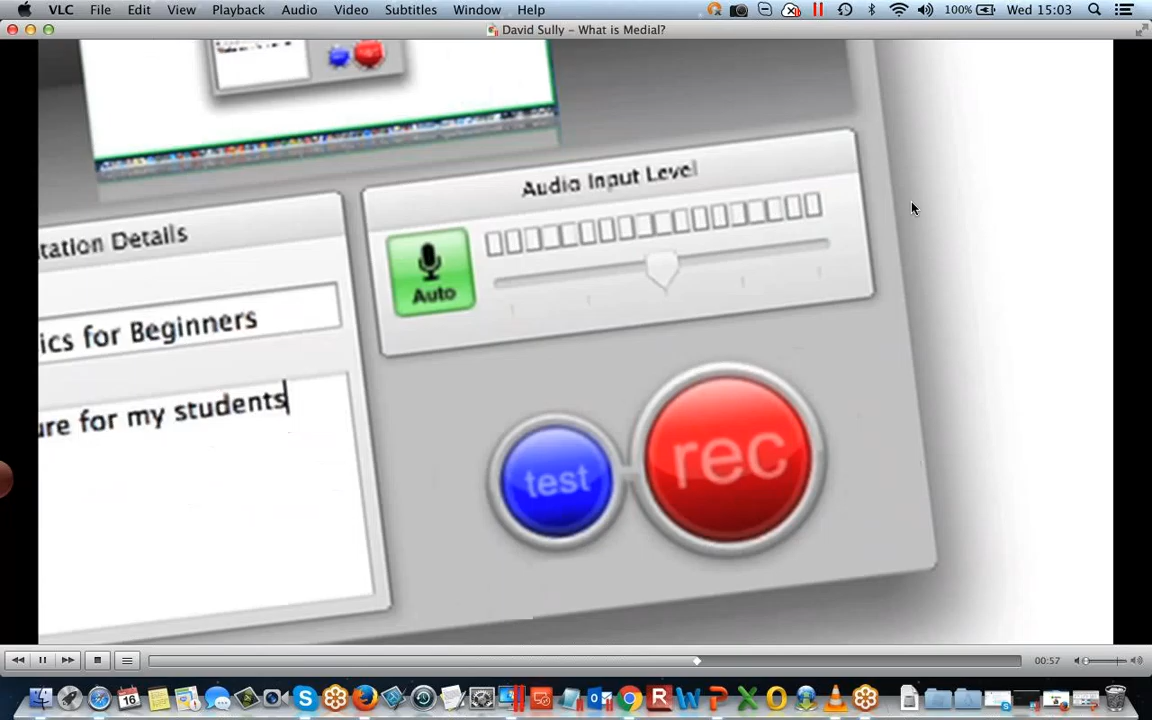 VLC File Edit View Playback Audio Video Subtitles Window Help 100% Wed 15:03
David Sully – What is Medial?
Audio Input Level
Auto
tation Details
ics for Beginners
ure for my students
test
rec
00:57